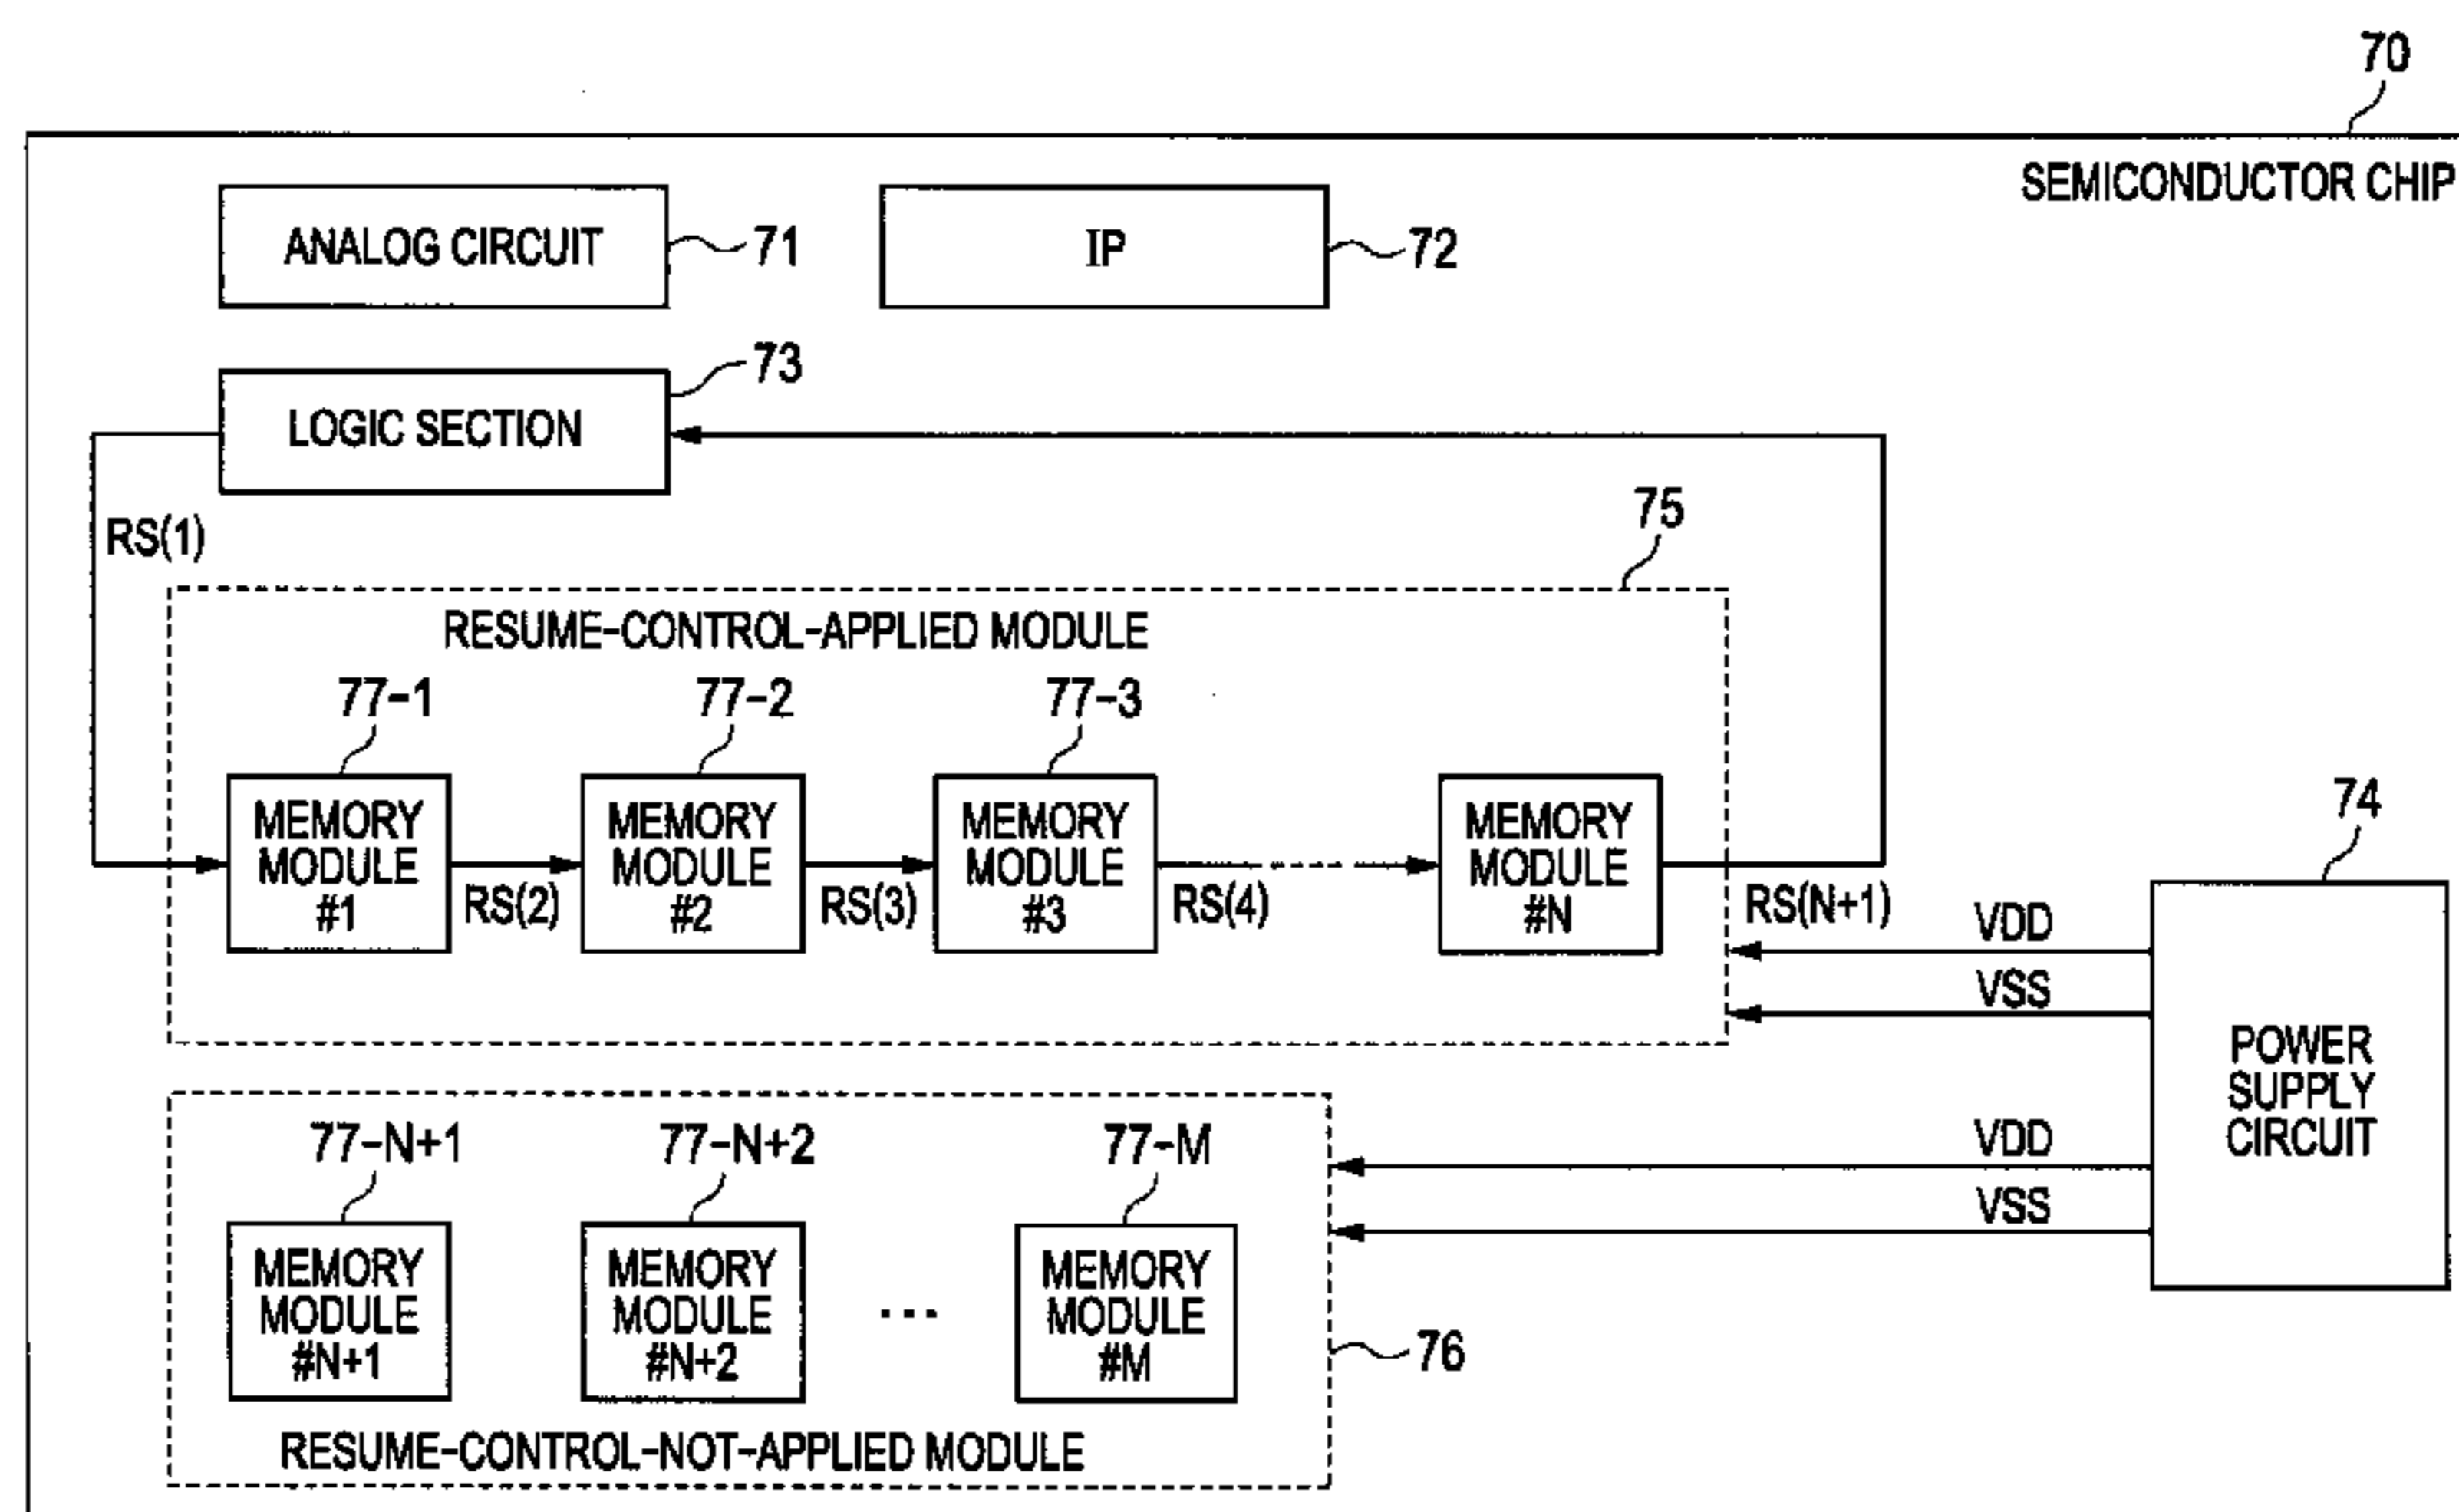 70
SEMICONDUCTOR CHIP
ANALOG CIRCUIT
71
IP
72
73
LOGIC SECTION
RS(1)
75
RESUME-CONTROL-APPLIED MODULE
77-1
77-2
77-3
MEMORY
MODULE
#1
RS(2)
MEMORY
MODULE
#2
RS(3)
MEMORY
MODULE
#3
RS(4)
MEMORY
MODULE
#N
RS(N+1)
74
VDD
VSS
POWER
SUPPLY
CIRCUIT
VDD
VSS
77-N+1
77-N+2
77-M
MEMORY
MODULE
#N+1
MEMORY
MODULE
#N+2
...
MEMORY
MODULE
#M
76
RESUME-CONTROL-NOT-APPLIED MODULE